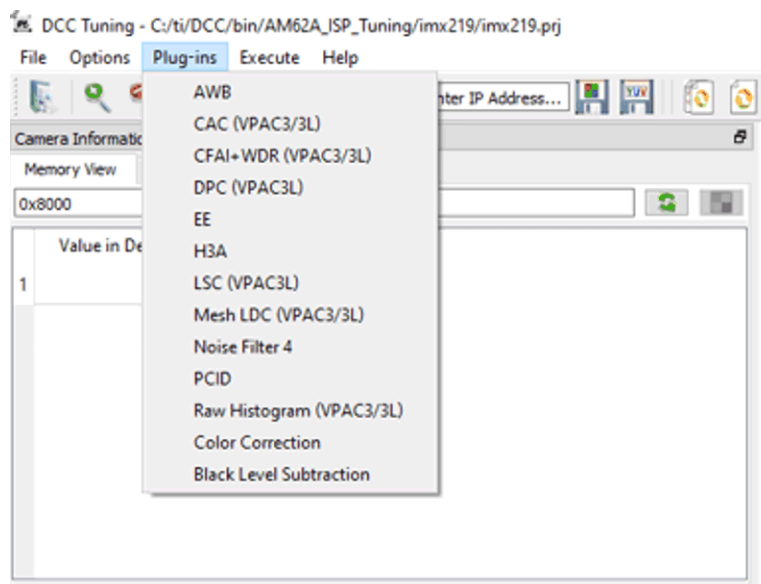 DCC Tuning - C:/ti/DCC/bin/AM62A_ISP_Tuning/imx219/imx219.prj
File Options Plug-ins Execute Help
AWB
CAC (VPAC3/3L)
CFAI+WDR (VPAC3/3L)
DPC (VPAC3L)
EE
H3A
LSC (VPAC3L)
Mesh LDC (VPAC3/3L)
Noise Filter 4
PCID
Raw Histogram (VPAC3/3L)
Color Correction
Black Level Subtraction
nter IP Address...
YUV
Camera Informatic
Memory View
0x8000
Value in De
1